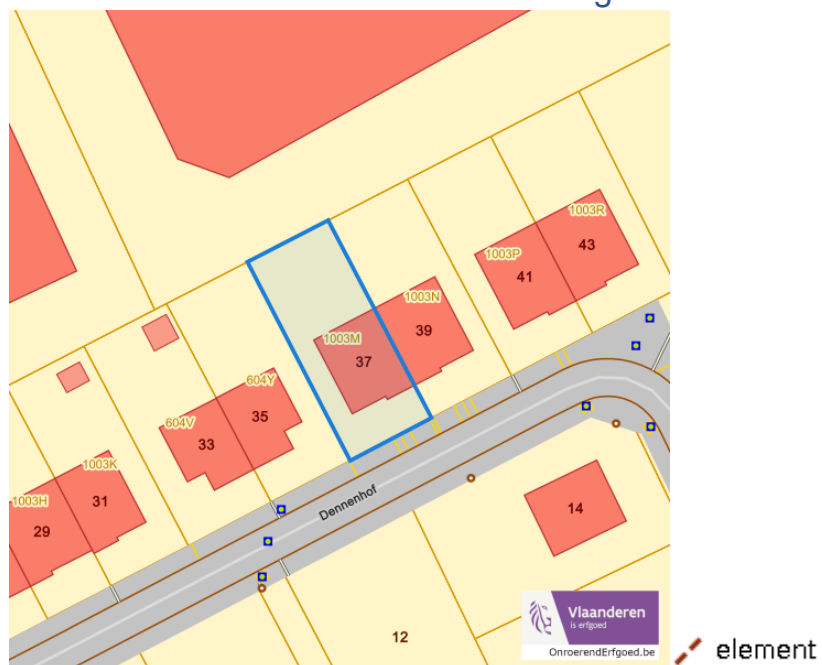 1003R
43
1003P
41
1003N
39
1003M
37
604Y
35
604V
33
1003K
31
1003H
29
Dennenhof
14
12
Vlaanderen
is erfgoed
OnroerendErfgoed.be
element